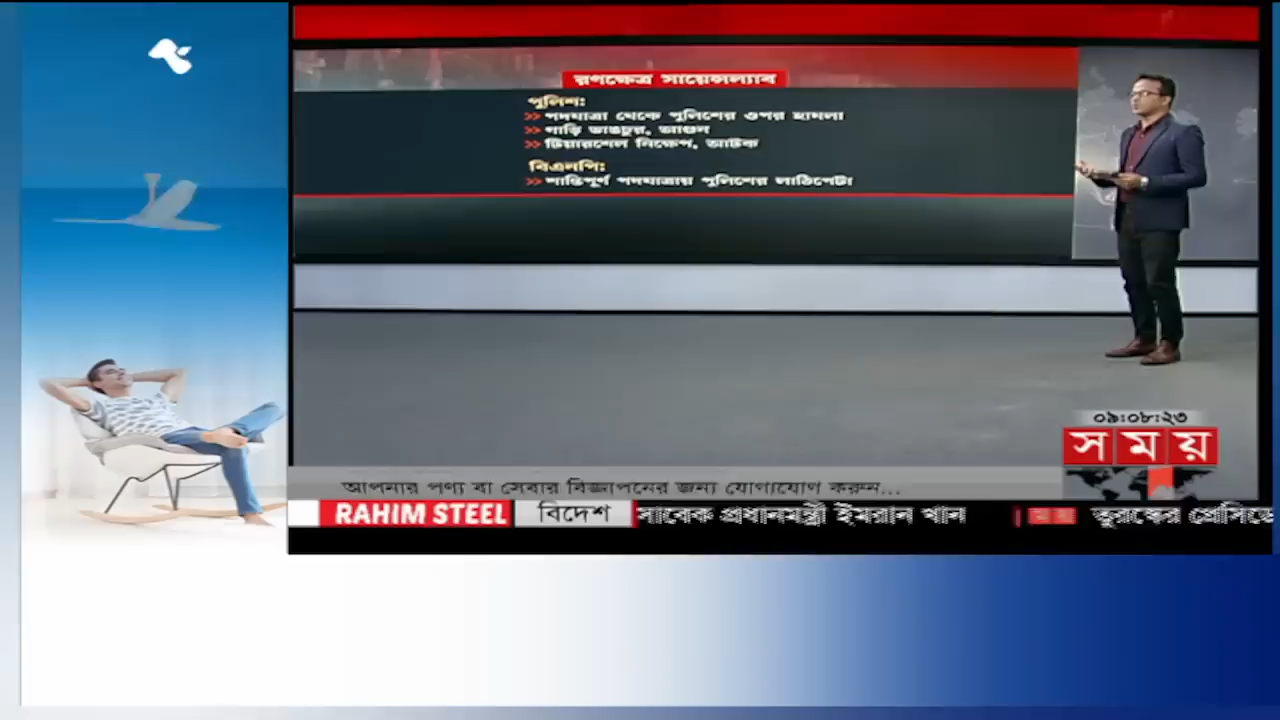 রণক্ষেত্র সায়েন্সল্যাব
পুলিশ:
>> পদযাত্রা থেকে পুলিশের ওপর হামলা
>> গাড়ি ভাঙচুর, আগুন
>> টিয়ারশেল নিক্ষেপ, আটক
বিএনপি:
>> শান্তিপূর্ণ পদযাত্রায় পুলিশের লাঠিপেটা
০৯:০৮:২৩
সময়
আপনার পণ্য বা সেবার বিজ্ঞাপনের জন্য যোগাযোগ করুন...
RAHIM STEEL বিদেশ সাবেক প্রধানমন্ত্রী ইমরান খান তুরস্কের